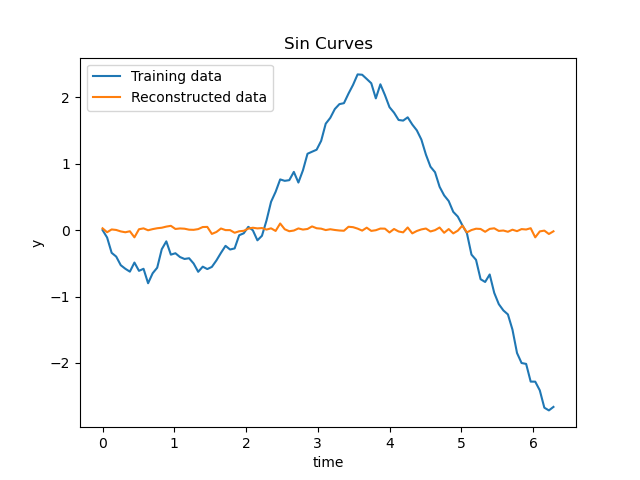 Sin Curves
Training data
Reconstructed data
y
2
1
0
−1
−2
0 1 2 3 4 5 6
time